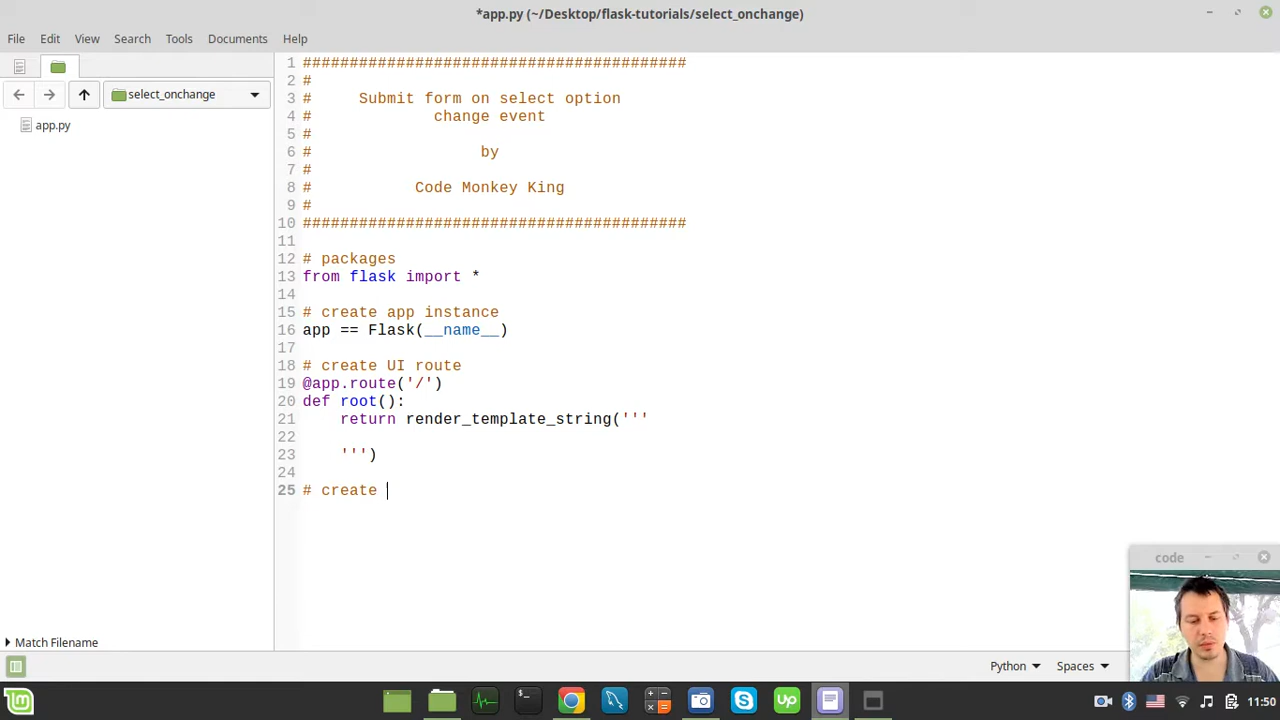 *app.py (~/Desktop/flask-tutorials/select_onchange)
File Edit View Search Tools Documents Help
select_onchange
app.py
1 #########################################
2 #
3 # Submit form on select option
4 # change event
5 #
6 # by
7 #
8 # Code Monkey King
9 #
10 #########################################
11
12 # packages
13 from flask import *
14
15 # create app instance
16 app == Flask(__name__)
17
18 # create UI route
19 @app.route('/')
20 def root():
21 return render_template_string('''
22
23 ''')
24
25 # create
code
Match Filename
Python Spaces
Up
11:50